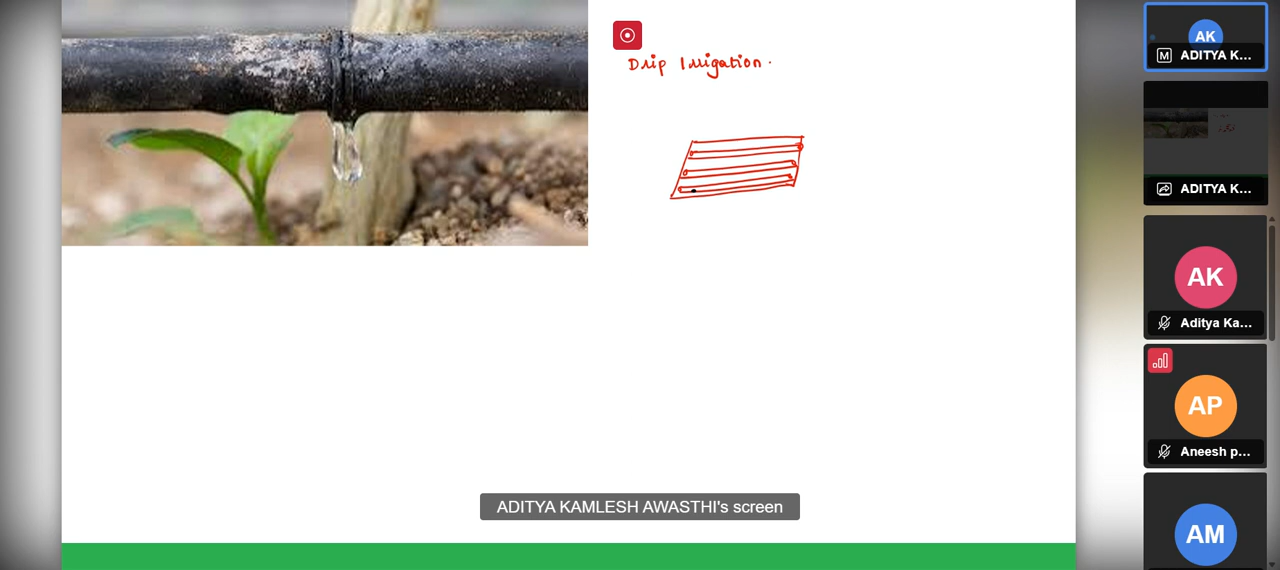 Drip Irrigation.
AK
ADITYA K...
ADITYA K...
AK
Aditya Ka...
AP
Aneesh p...
AM
ADITYA KAMLESH AWASTHI's screen